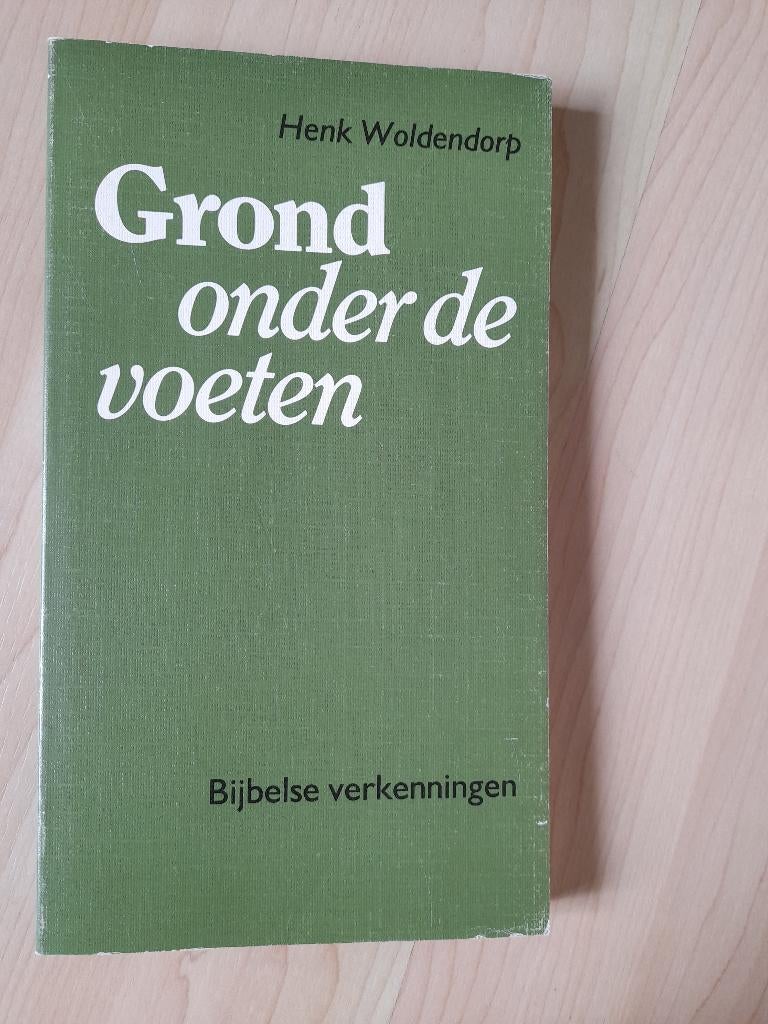 Henk Woldendorp
Grond
onder de
voeten
Bijbelse verkenningen